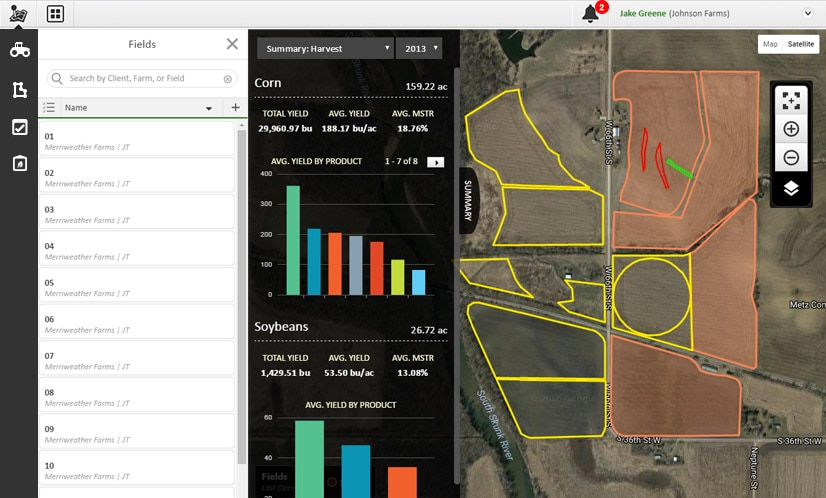 2
Jake Greene (Johnson Farms)
Fields
Search by Client, Farm, or Field
Name
01
Merriweather Farms | JT
02
Merriweather Farms | JT
03
Merriweather Farms | JT
04
Merriweather Farms | JT
05
Merriweather Farms | JT
06
Merriweather Farms | JT
07
Merriweather Farms | JT
08
Merriweather Farms | JT
09
Merriweather Farms | JT
10
Merriweather Farms | JT
Summary: Harvest
2013
Corn
159.22 ac
TOTAL YIELD AVG. YIELD AVG. MSTR
29,960.97 bu 188.17 bu/ac 18.76%
AVG. YIELD BY PRODUCT 1 - 7 of 8
400
300
200
100
0
Soybeans
26.72 ac
TOTAL YIELD AVG. YIELD AVG. MSTR
1,429.51 bu 53.50 bu/ac 13.08%
AVG. YIELD BY PRODUCT
60
40
Fields
SUMMARY
Map Satellite
W 66th St S
W 66th St S
South Skunk River
S 36th St W
S 36th St W
Neptune St